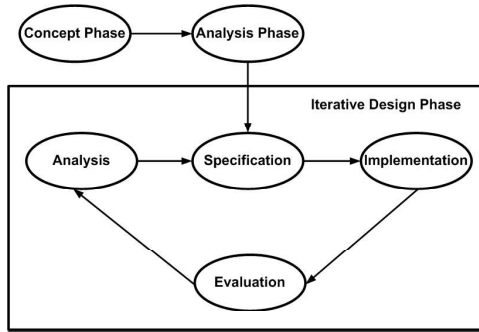 Concept Phase
Analysis Phase
Iterative Design Phase
Analysis
Specification
Implementation
Evaluation